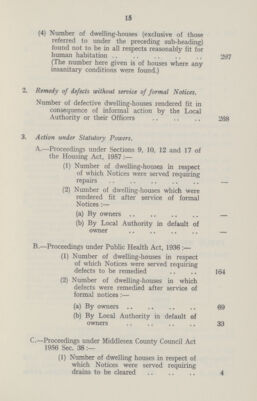 15
(4) Number of dwelling-houses (exclusive of those
referred to under the preceding sub-heading)
found not to be in all respects reasonably fit for
human habitation .. .. .. .. .. 297
(The number here given is of houses where any
insanitary conditions were found.)
2. Remedy of defects without service of formal Notices.
Number of defective dwelling-houses rendered fit in
consequence of informal action by the Local
Authority or their Officers .. .. .. 268
3. Action under Statutory Powers.
A.—Proceedings under Sections 9, 10, 12 and 17 of
the Housing Act, 1957 :—
(1) Number of dwelling-houses in respect
of which Notices were served requiring
repairs .. .. .. .. .. —
(2) Number of dwelling-houses which were
rendered fit after service of formal
Notices :—
(a) By owners .. .. .. .. —
(b) By Local Authority in default of
owner .. .. .. .. —
B.—Proceedings under Public Health Act, 1936 :—
(1) Number of dwelling-houses in respect
of which Notices were served requiring
defects to be remedied .. .. 164
(2) Number of dwelling-houses in which
defects were remedied after service of
formal notices :—
(a) By owners .. .. .. .. 69
(b) By Local Authority in default of
owners .. .. .. .. 33
C.—Proceedings under Middlesex County Council Act
1956 Sec. 38 :—
(1) Number of dwelling houses in respect of
which Notices were served requiring
drains to be cleared .. .. .. 4